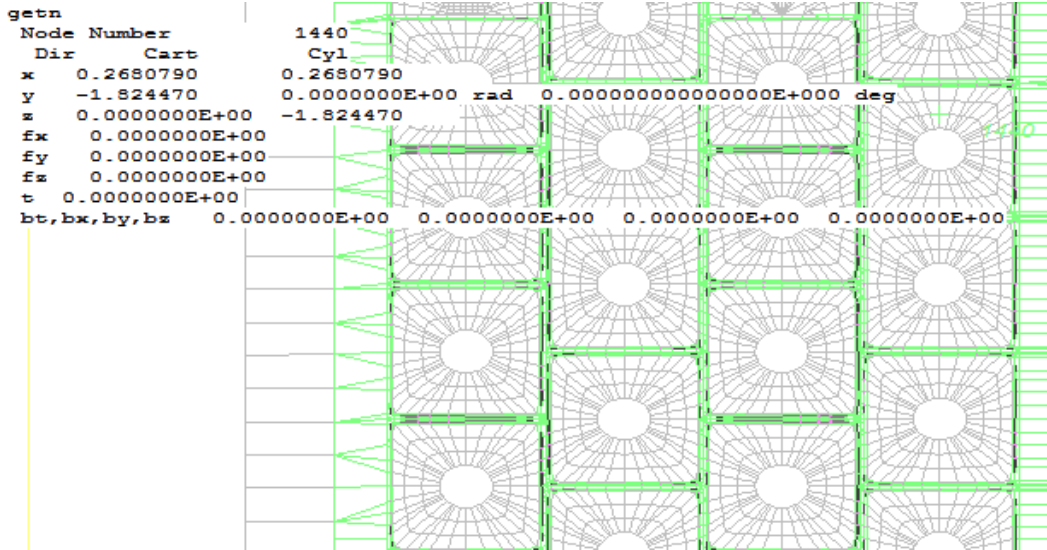 getn
Node Number 1440
Dir Cart Cyl
x 0.2680790 0.2680790
y -1.824470 0.0000000E+00 rad 0.000000000000000E+000 deg
z 0.0000000E+00 -1.824470
fx 0.0000000E+00
fy 0.0000000E+00
fz 0.0000000E+00
t 0.0000000E+00
bt,bx,by,bz 0.0000000E+00 0.0000000E+00 0.0000000E+00 0.0000000E+00
1440